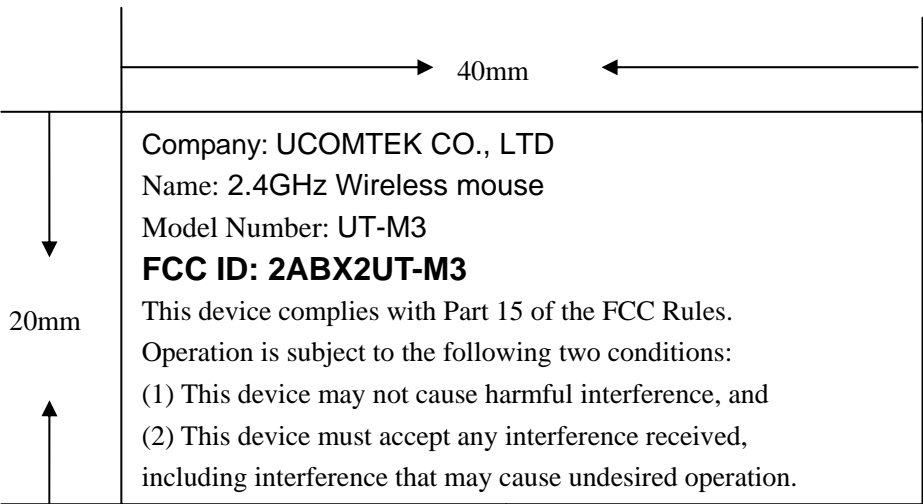 40mm
Company: UCOMTEK CO., LTD
Name: 2.4GHz Wireless mouse
Model Number: UT-M3
FCC ID: 2ABX2UT-M3
20mm
This device complies with Part 15 of the FCC Rules.
Operation is subject to the following two conditions:
(1) This device may not cause harmful interference, and
(2) This device must accept any interference received,
including interference that may cause undesired operation.